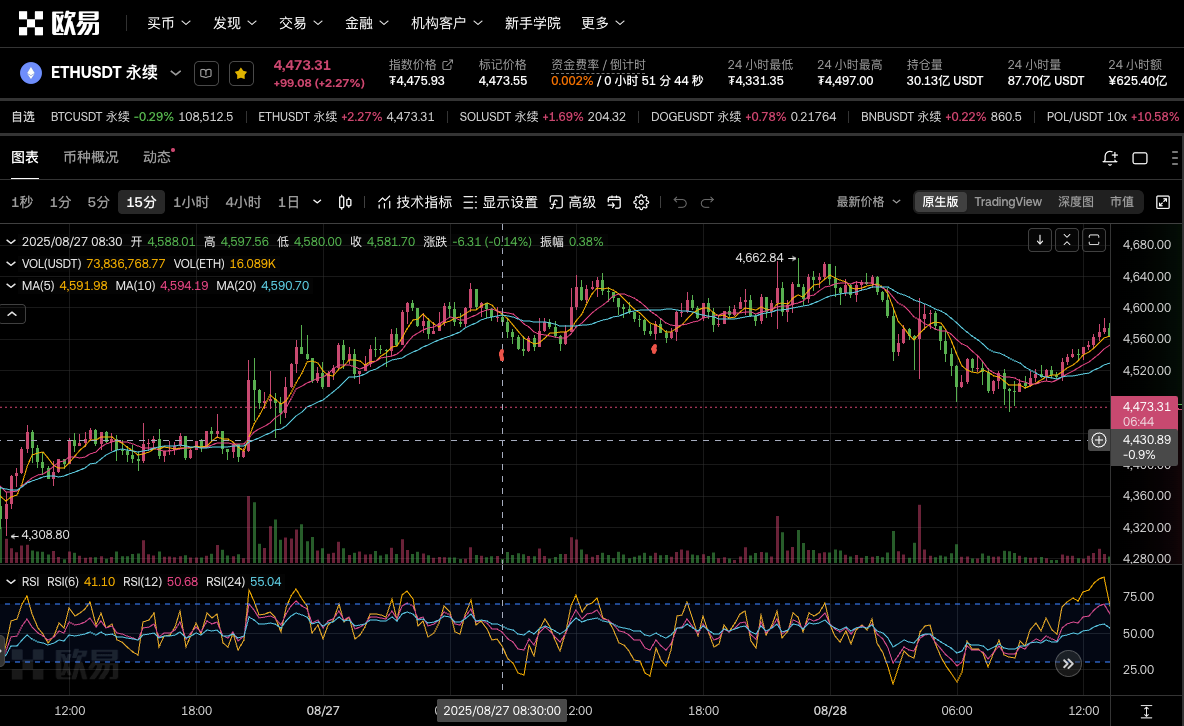 欧易 买币 发现 交易 金融 机构客户 新手学院 更多
ETHUSDT 永续 4,473.31 +99.08 (+2.27%)
指数价格 标记价格 资金费率 / 倒计时 24 小时最低 24 小时最高 持仓量 24 小时量 24 小时额
₮4,475.93 4,473.55 0.002% / 0 小时 51 分 44 秒 ₮4,331.35 ₮4,497.00 30.13亿 USDT 87.70亿 USDT ¥625.40亿
自选 BTCUSDT 永续 -0.29% 108,512.5 ETHUSDT 永续 +2.27% 4,473.31 SOLUSDT 永续 +1.69% 204.32 DOGEUSDT 永续 +0.78% 0.21764 BNBUSDT 永续 +0.22% 860.5 POL/USDT 10x +10.58%
图表 币种概况 动态
1秒 1分 5分 15分 1小时 4小时 1日 技术指标 显示设置 高级 最新价格 原生版 TradingView 深度图 市值
2025/08/27 08:30 开 4,588.01 高 4,597.56 低 4,580.00 收 4,581.70 涨跌 -6.31 (-0.14%) 振幅 0.38%
VOL(USDT) 73,836,768.77 VOL(ETH) 16.089K
MA(5) 4,591.98 MA(10) 4,594.19 MA(20) 4,590.70
4,662.84
4,308.80
4,680.00
4,640.00
4,600.00
4,560.00
4,520.00
4,473.31
06:44
4,430.89
-0.9%
4,400.00
4,360.00
4,320.00
4,280.00
RSI RSI(6) 41.10 RSI(12) 50.68 RSI(24) 55.04
75.00
50.00
25.00
欧易
12:00 18:00 08/27 2025/08/27 08:30:00 2:00 18:00 08/28 06:00 12:00